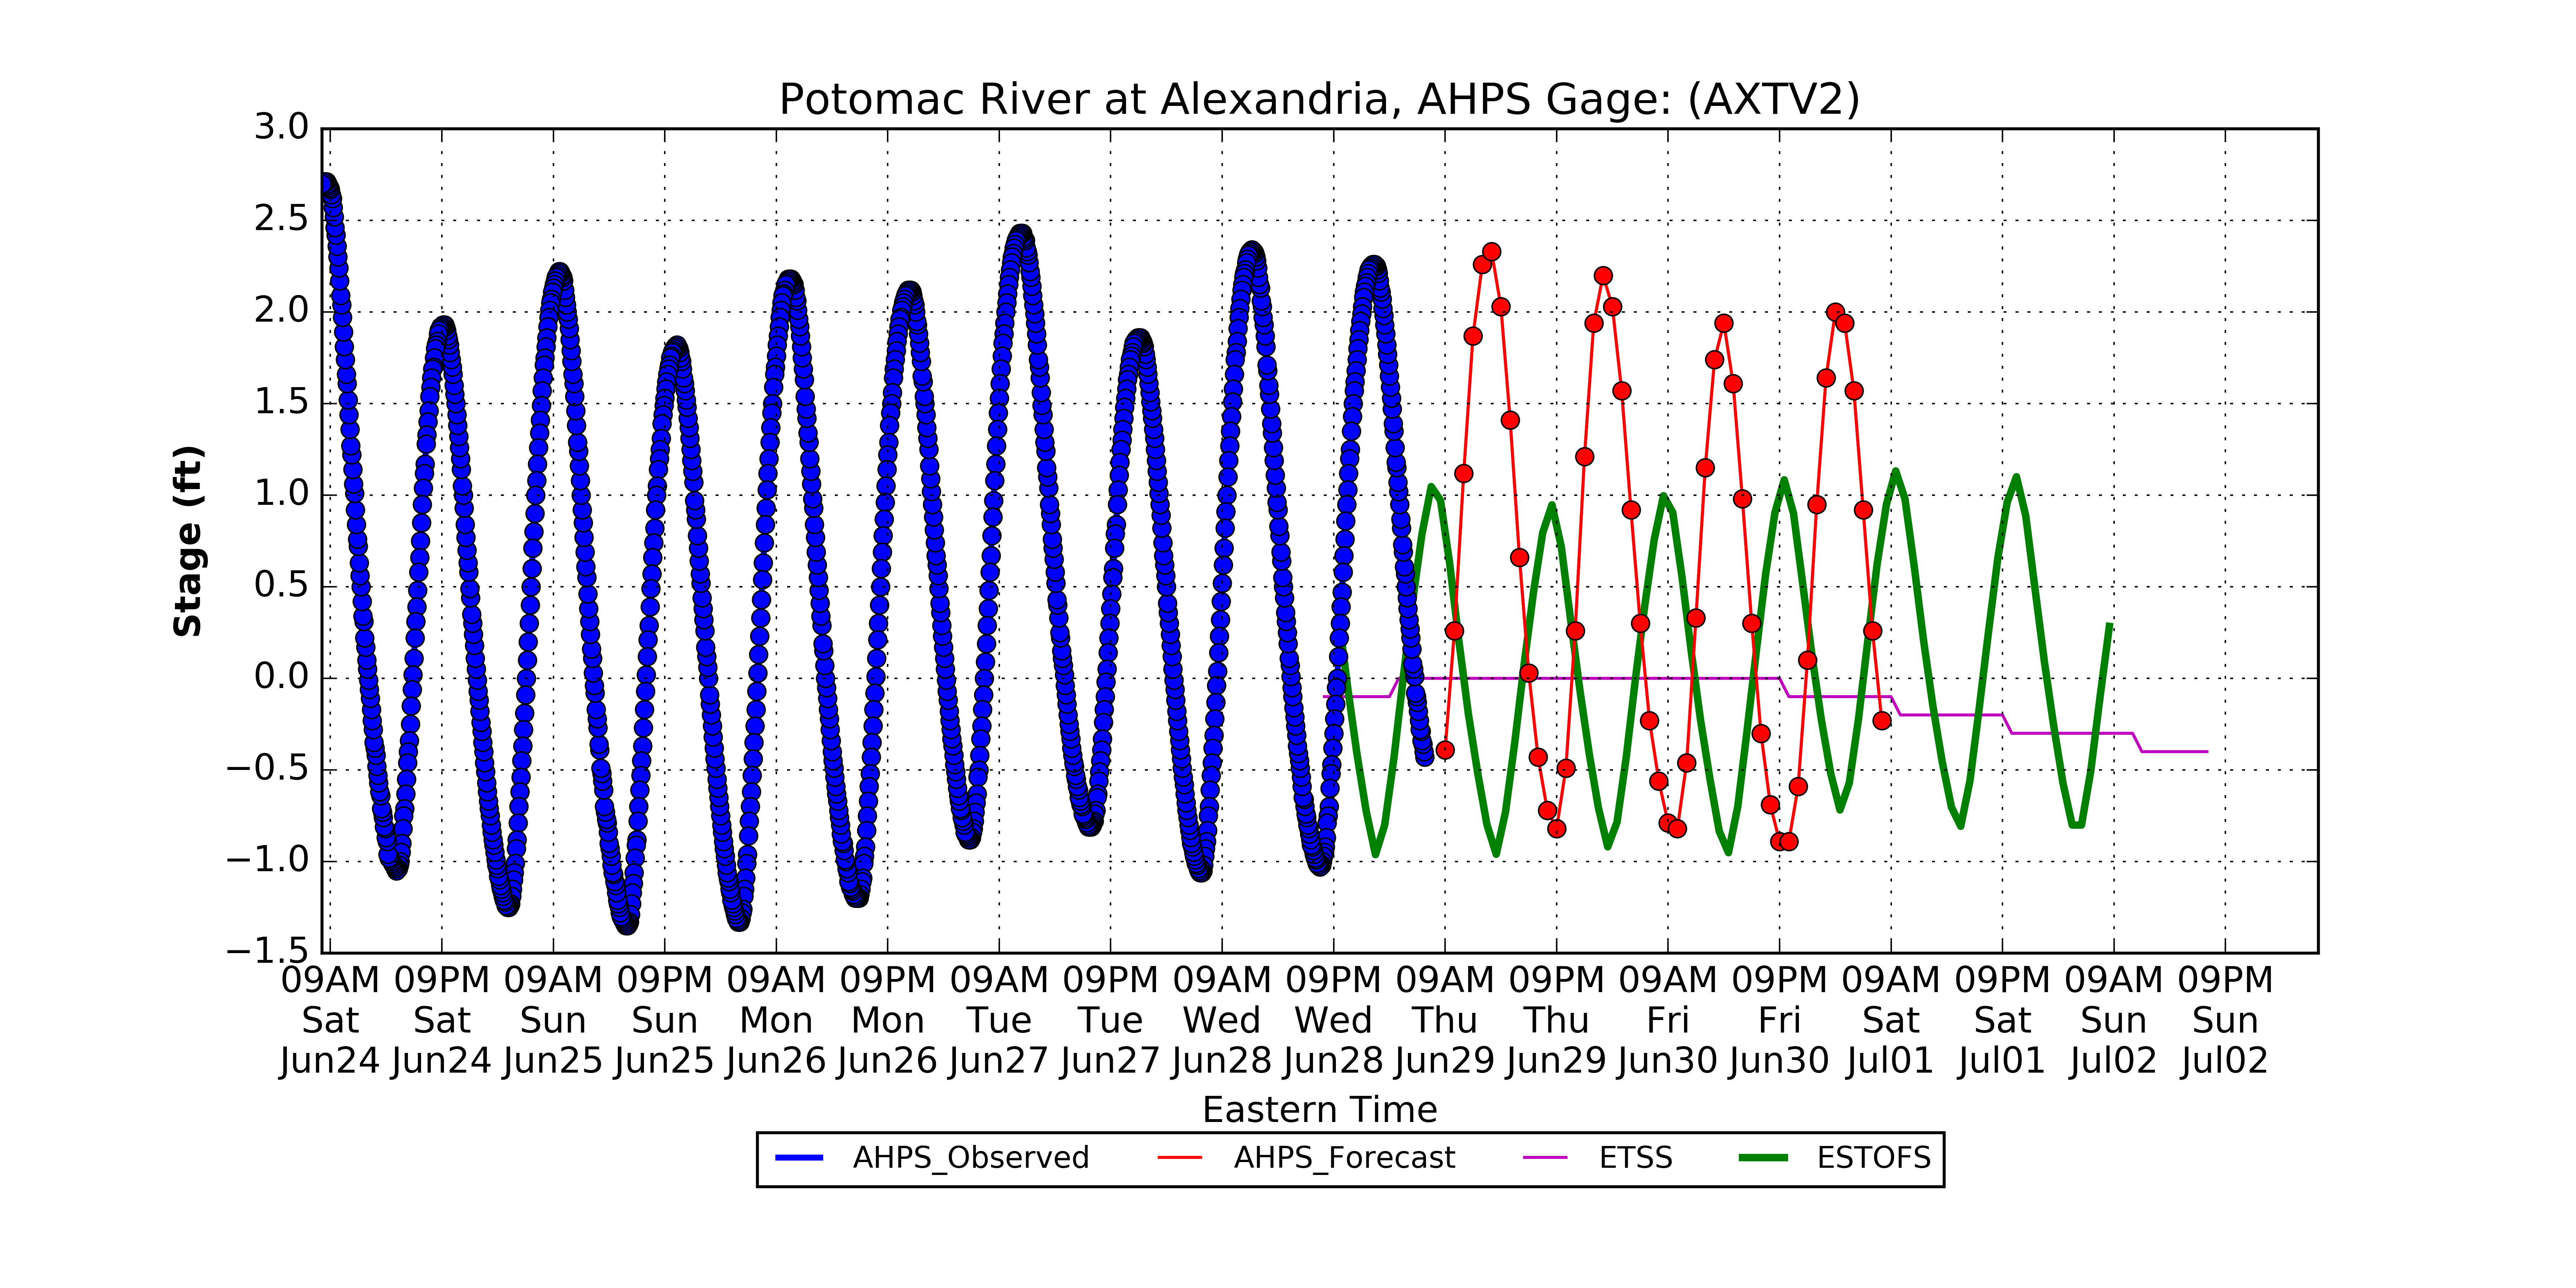 Potomac River at Alexandria, AHPS Gage: (AXTV2)
3.0
2.5
2.0
1.5
1.0
0.5
0.0
−0.5
−1.0
−1.5
Stage (ft)
09AM 09PM 09AM 09PM 09AM 09PM 09AM 09PM 09AM 09PM 09AM 09PM 09AM 09PM 09AM 09PM 09AM 09PM
Sat Sat Sun Sun Mon Mon Tue Tue Wed Wed Thu Thu Fri Fri Sat Sat Sun Sun
Jun24 Jun24 Jun25 Jun25 Jun26 Jun26 Jun27 Jun27 Jun28 Jun28 Jun29 Jun29 Jun30 Jun30 Jul01 Jul01 Jul02 Jul02
Eastern Time
AHPS_Observed AHPS_Forecast ETSS ESTOFS